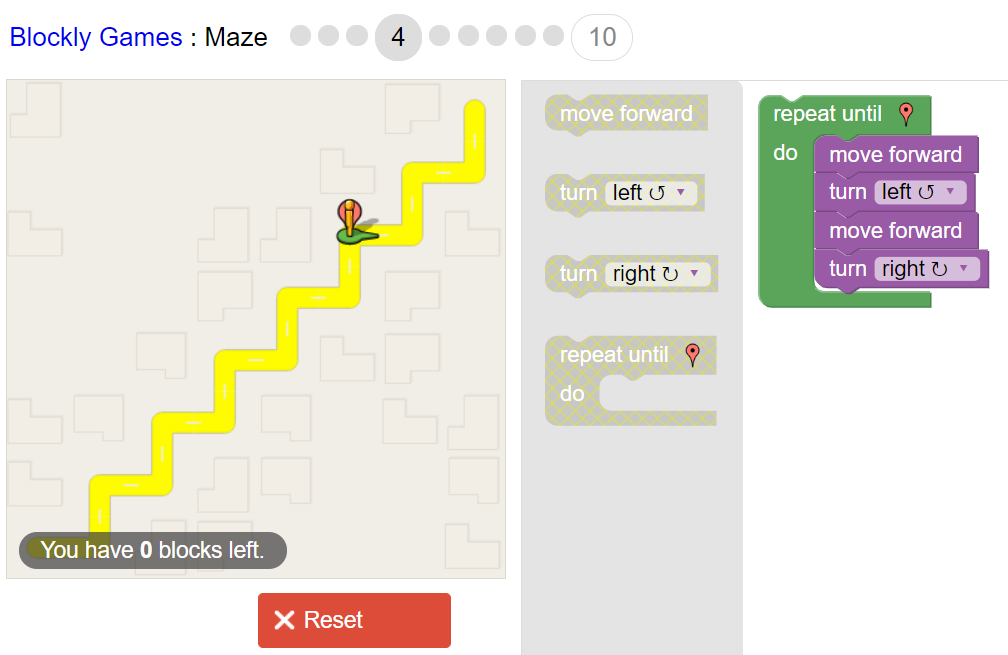 Blockly Games : Maze 4 10
move forward
turn left ↺ ▼
turn right ↻ ▼
repeat until
do
repeat until
do
move forward
turn left ↺ ▼
move forward
turn right ↻ ▼
You have 0 blocks left.
Reset